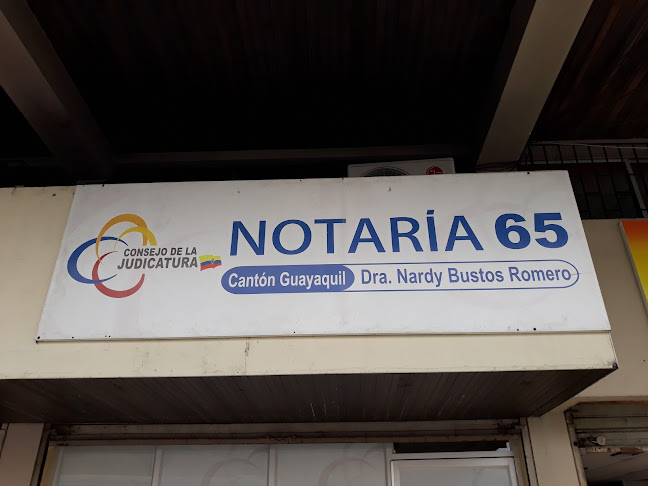 CONSEJO DE LA
JUDICATURA
NOTARÍA 65
Cantón Guayaquil Dra. Nardy Bustos Romero